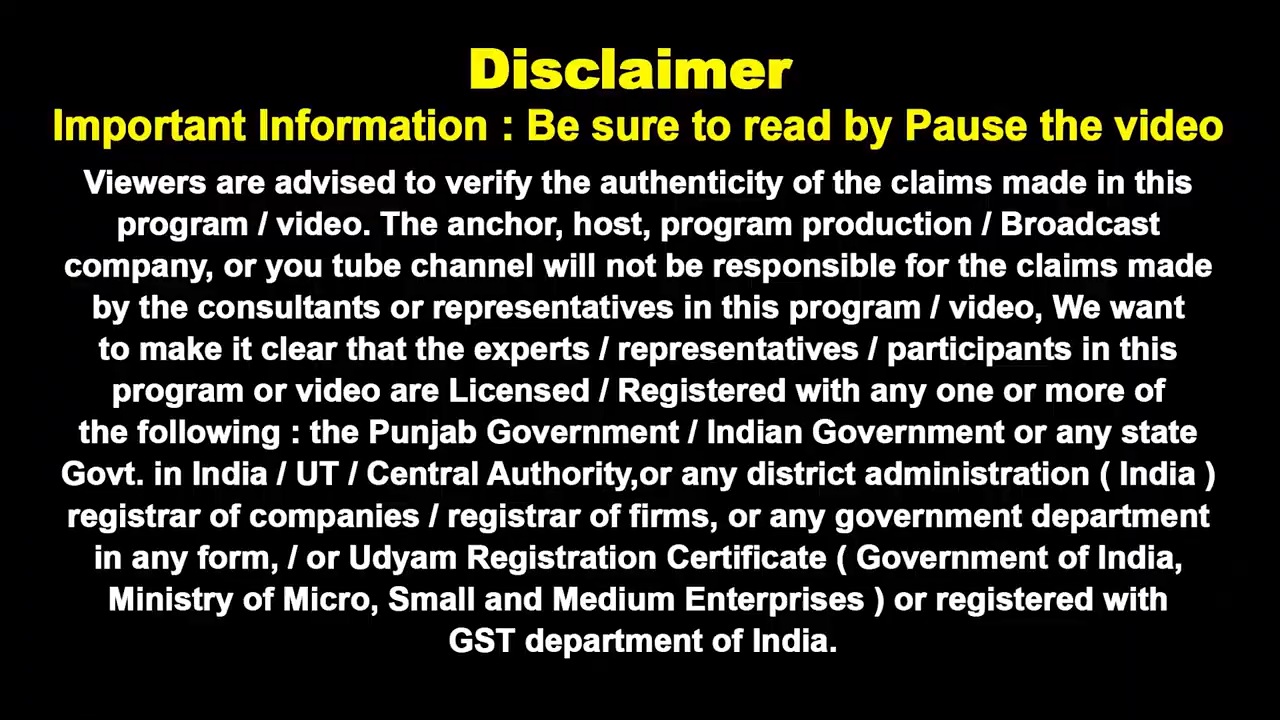 Disclaimer
Important Information : Be sure to read by Pause the video
Viewers are advised to verify the authenticity of the claims made in this
program / video. The anchor, host, program production / Broadcast
company, or you tube channel will not be responsible for the claims made
by the consultants or representatives in this program / video, We want
to make it clear that the experts / representatives / participants in this
program or video are Licensed / Registered with any one or more of
the following : the Punjab Government / Indian Government or any state
Govt. in India / UT / Central Authority,or any district administration ( India )
registrar of companies / registrar of firms, or any government department
in any form, / or Udyam Registration Certificate ( Government of India,
Ministry of Micro, Small and Medium Enterprises ) or registered with
GST department of India.